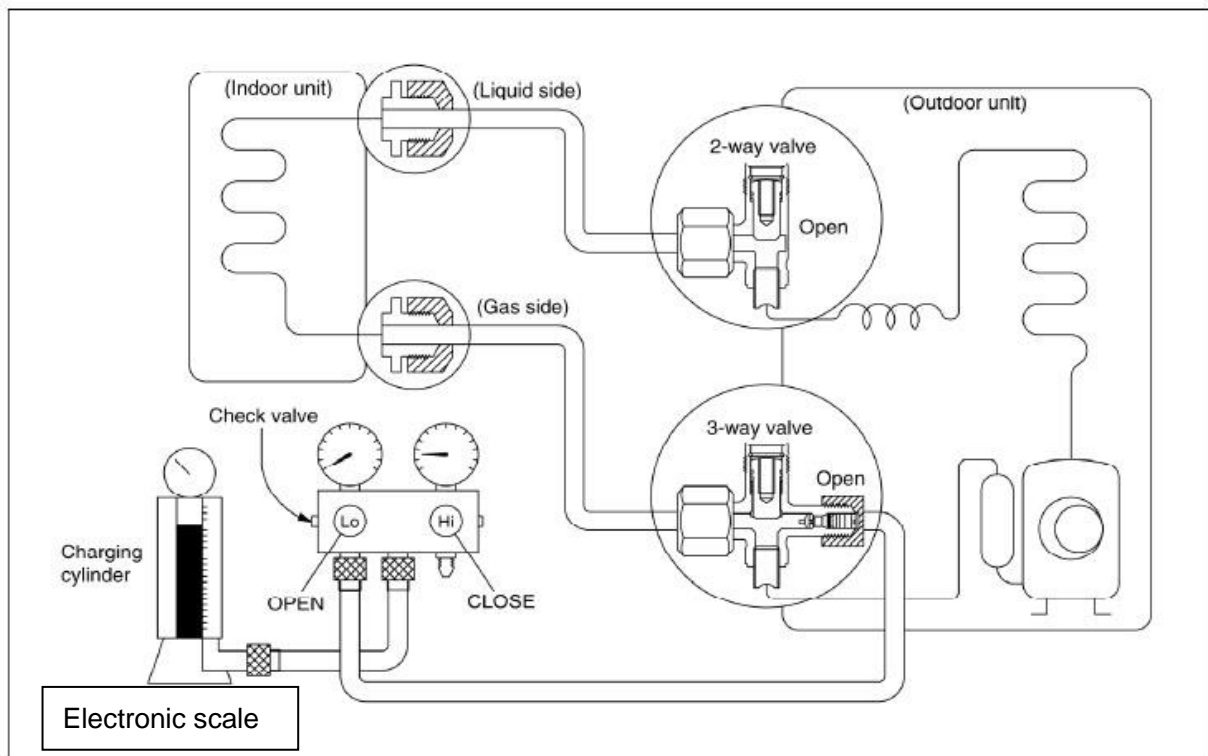 (Indoor unit)
(Liquid side)
(Outdoor unit)
2-way valve
Open
(Gas side)
3-way valve
Open
Check valve
Lo
Hi
Charging
cylinder
OPEN
CLOSE
Electronic scale